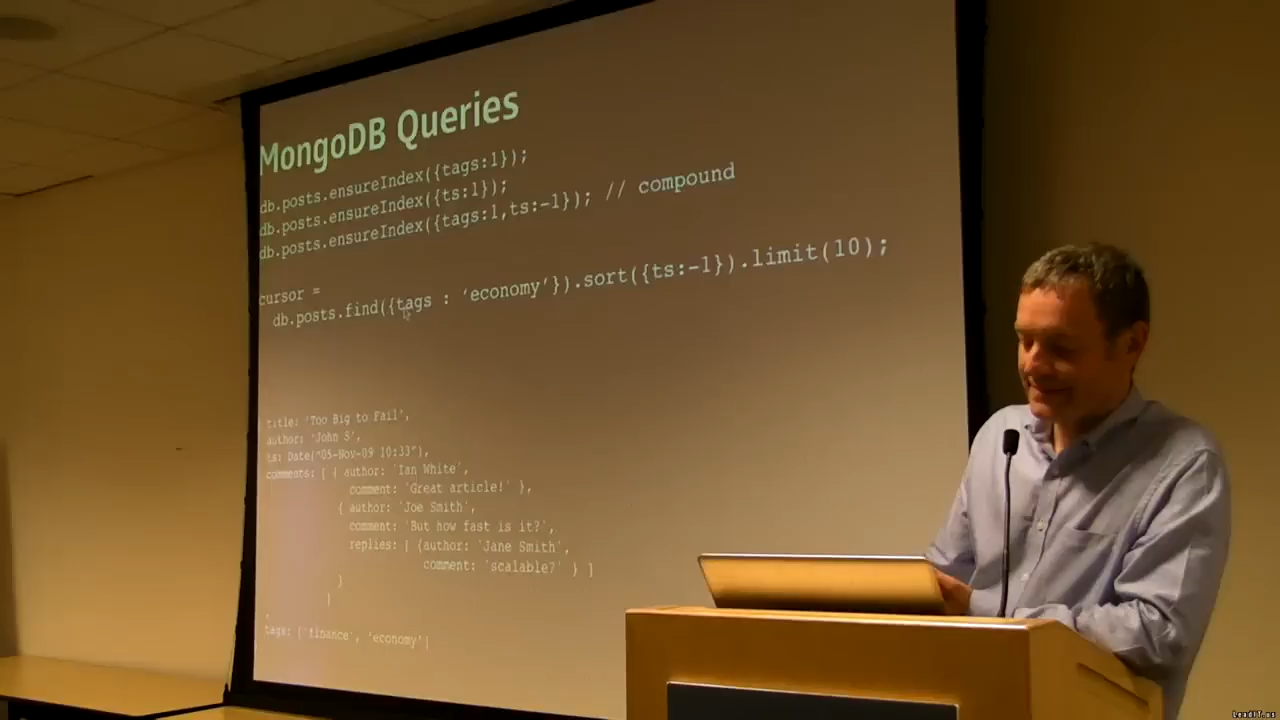 MongoDB Queries
db.posts.ensureIndex({tags:1});
db.posts.ensureIndex({ts:1});
db.posts.ensureIndex({tags:1,ts:-1}); // compound
cursor =
db.posts.find({tags : ‘economy’}).sort({ts:-1}).limit(10);
title: 'Too Big to Fail',
author: 'John S',
ts: Date("05-Nov-09 10:33"),
comments: [ { author: 'Ian White',
comment: 'Great article!' },
{ author: 'Joe Smith',
comment: 'But how fast is it?',
replies: [ {author: 'Jane Smith',
comment: 'scalable?' } ]
}
]
,
tags: ['finance', 'economy']